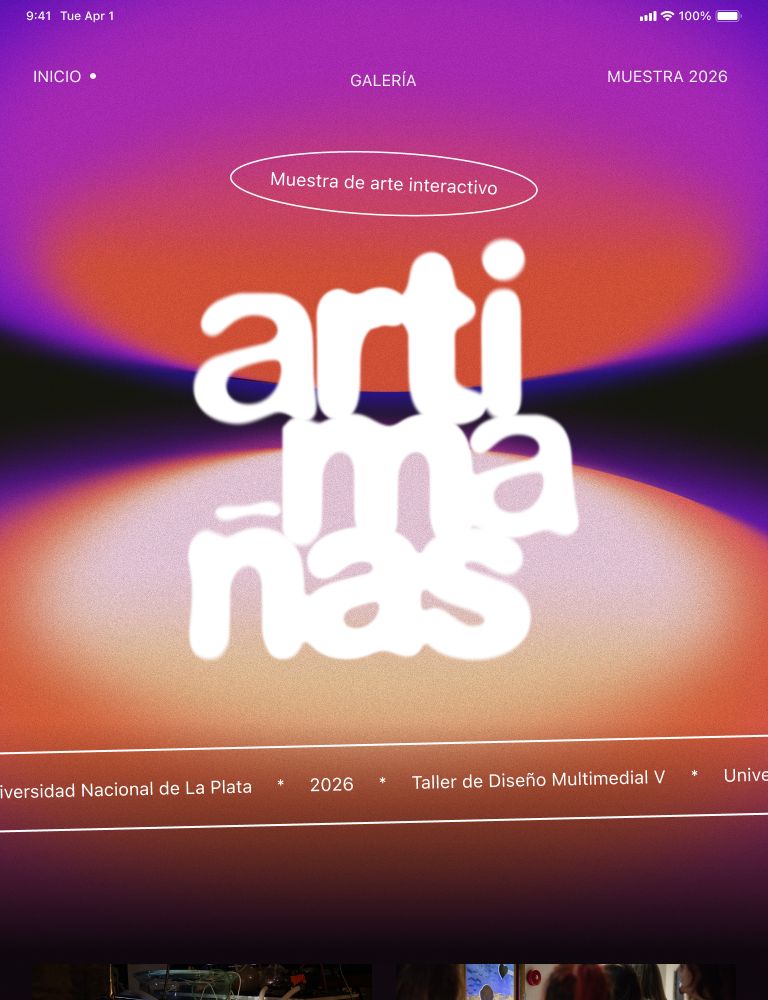 9:41 Tue Apr 1 100%
INICIO • GALERÍA MUESTRA 2026
Muestra de arte interactivo
arti
ma
ñas
iversidad Nacional de La Plata * 2026 * Taller de Diseño Multimedial V * Unive